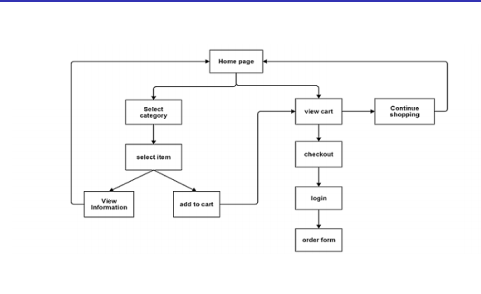 Home page
Select
category
view cart
Continue
shopping
select item
checkout
View
Information
add to cart
login
order form